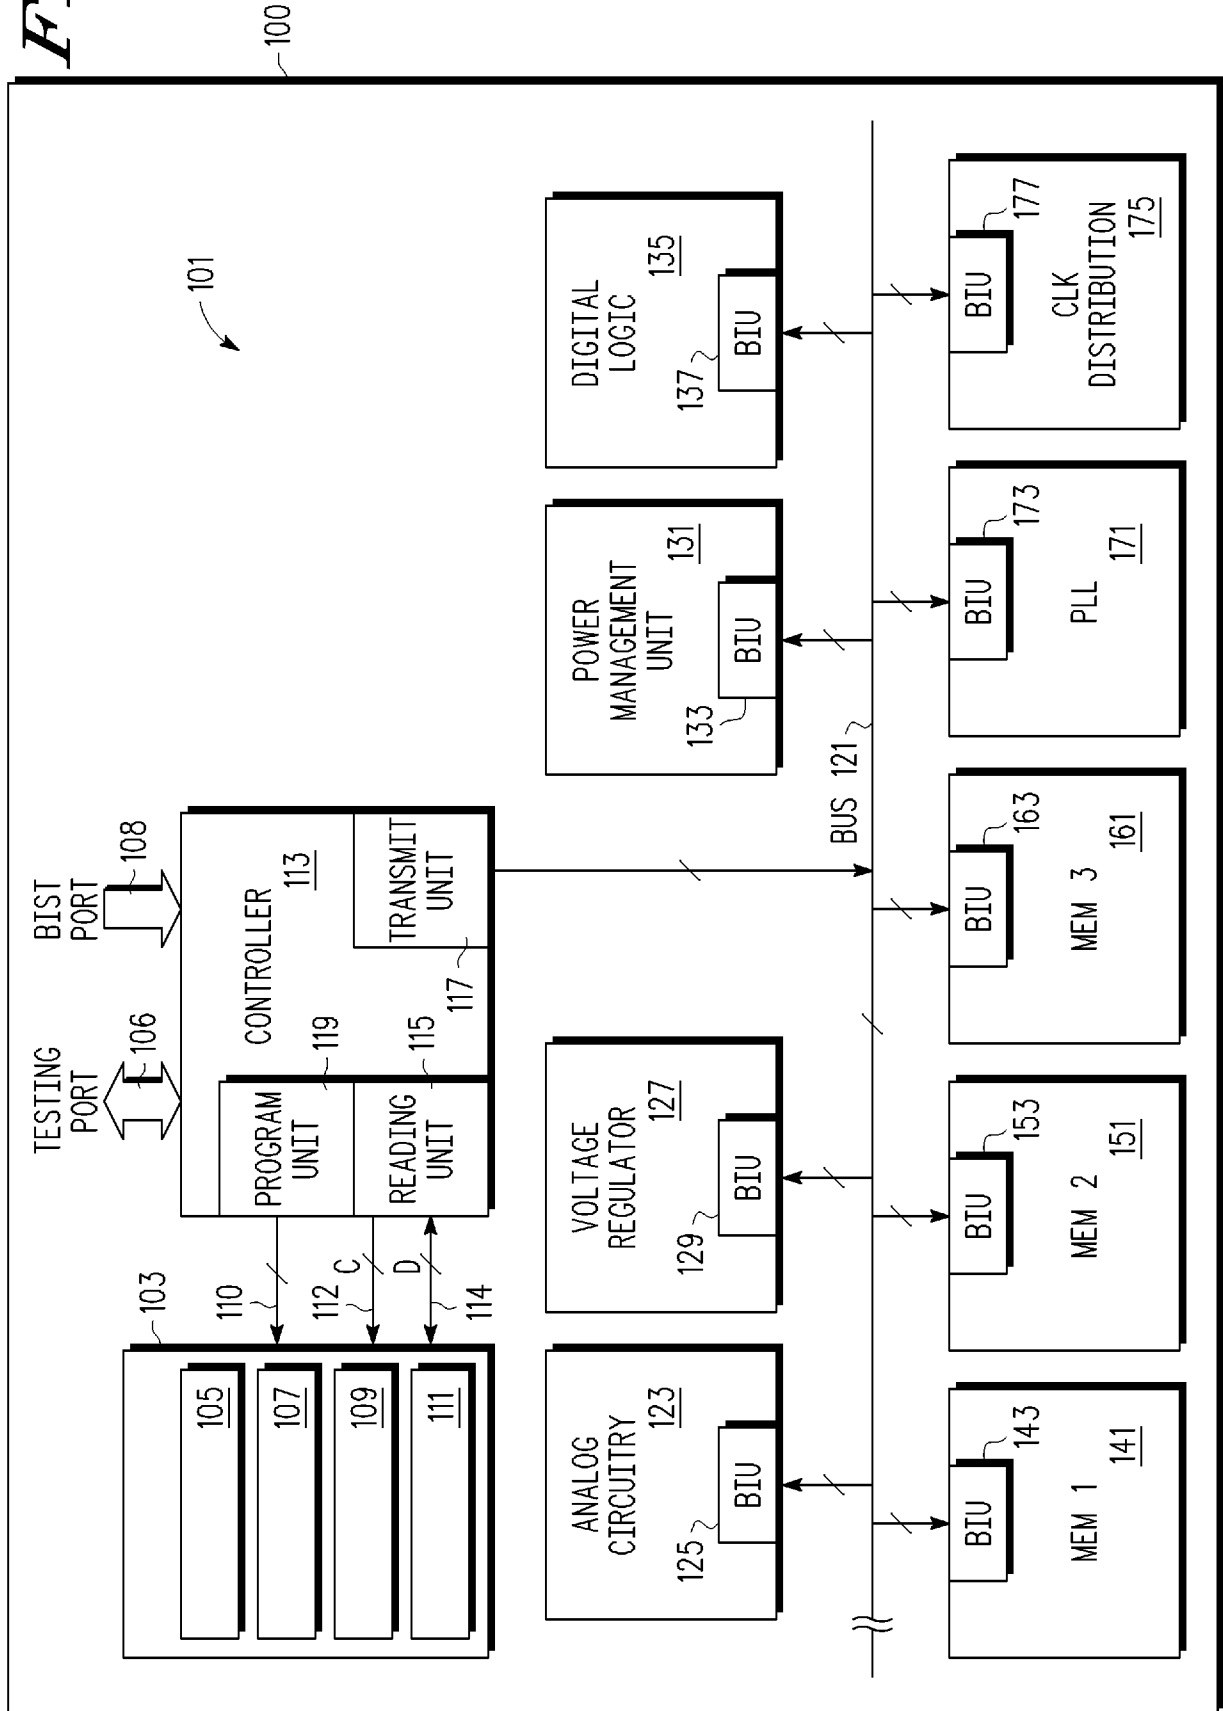 TESTING
PORT
BIST
PORT
106
108
101
100
103
105
107
109
111
110
112
C
D
114
PROGRAM
UNIT
119
READING
UNIT
115
CONTROLLER
113
117
TRANSMIT
UNIT
ANALOG
CIRCUITRY
123
125
BIU
VOLTAGE
REGULATOR
127
129
BIU
POWER
MANAGEMENT
UNIT
131
133
BIU
DIGITAL
LOGIC
135
137
BIU
BUS 121
BIU
143
MEM 1
141
BIU
153
MEM 2
151
BIU
163
MEM 3
161
BIU
173
PLL
171
BIU
177
CLK
DISTRIBUTION
175